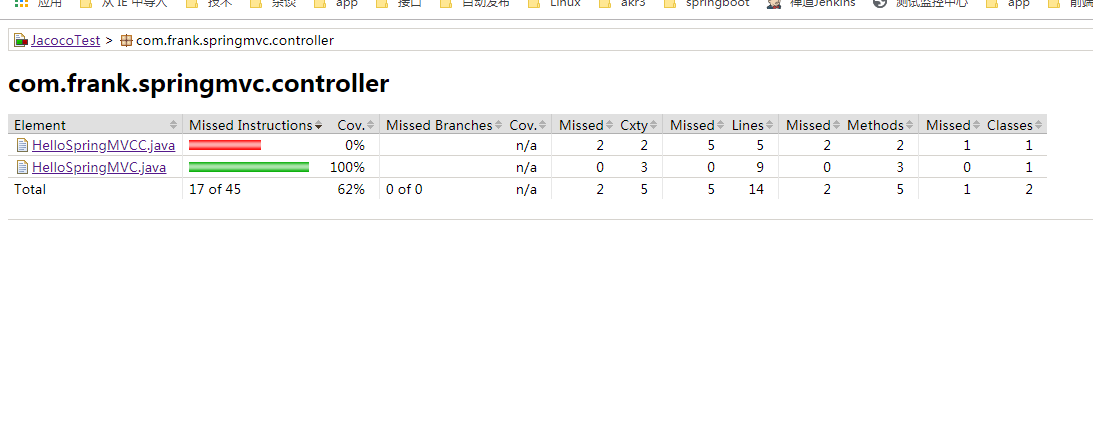 应用 从 IE 中导入 技术 杂谈 app 接口 自动发布 Linux akr3 springboot 禅道Jenkins 测试监控中心 app 前端
JacocoTest > com.frank.springmvc.controller
com.frank.springmvc.controller
Element Missed Instructions Cov. Missed Branches Cov. Missed Cxty Missed Lines Missed Methods Missed Classes
HelloSpringMVCC.java 0% n/a 2 2 5 5 2 2 1 1
HelloSpringMVC.java 100% n/a 0 3 0 9 0 3 0 1
Total 17 of 45 62% 0 of 0 n/a 2 5 5 14 2 5 1 2